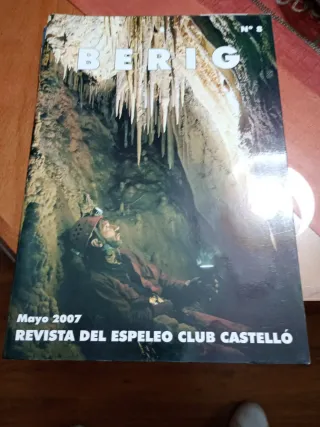 Nº 8
BERIG
Mayo 2007
REVISTA DEL ESPELEO CLUB CASTELLÓ